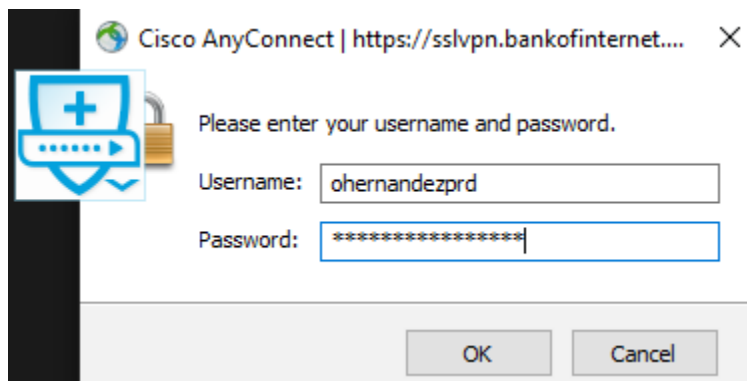 Cisco AnyConnect | https://sslvpn.bankofinternet....
Please enter your username and password.
Username: ohernandezprd
Password: ****************
OK Cancel